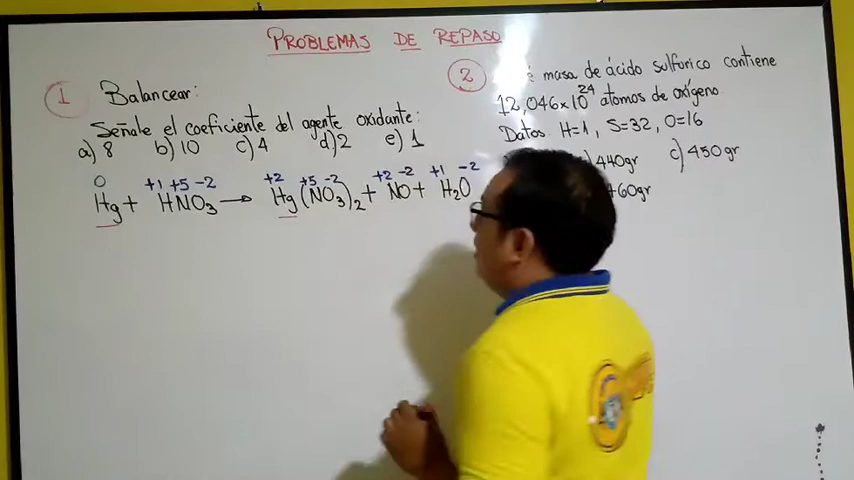 PROBLEMAS DE REPASO
1 Balancear:
Señale el coeficiente del agente oxidante:
a) 8 b) 10 c) 4 d) 2 e) 1
0 +1 +5 -2 +2 +5 -2 +2 -2 +1 -2
Hg + HNO3 → Hg(NO3)2 + NO + H2O
2 masa de ácido sulfúrico contiene
12,046x10^24 átomos de oxígeno
Datos: H=1, S=32, O=16
440gr c) 450gr
60gr